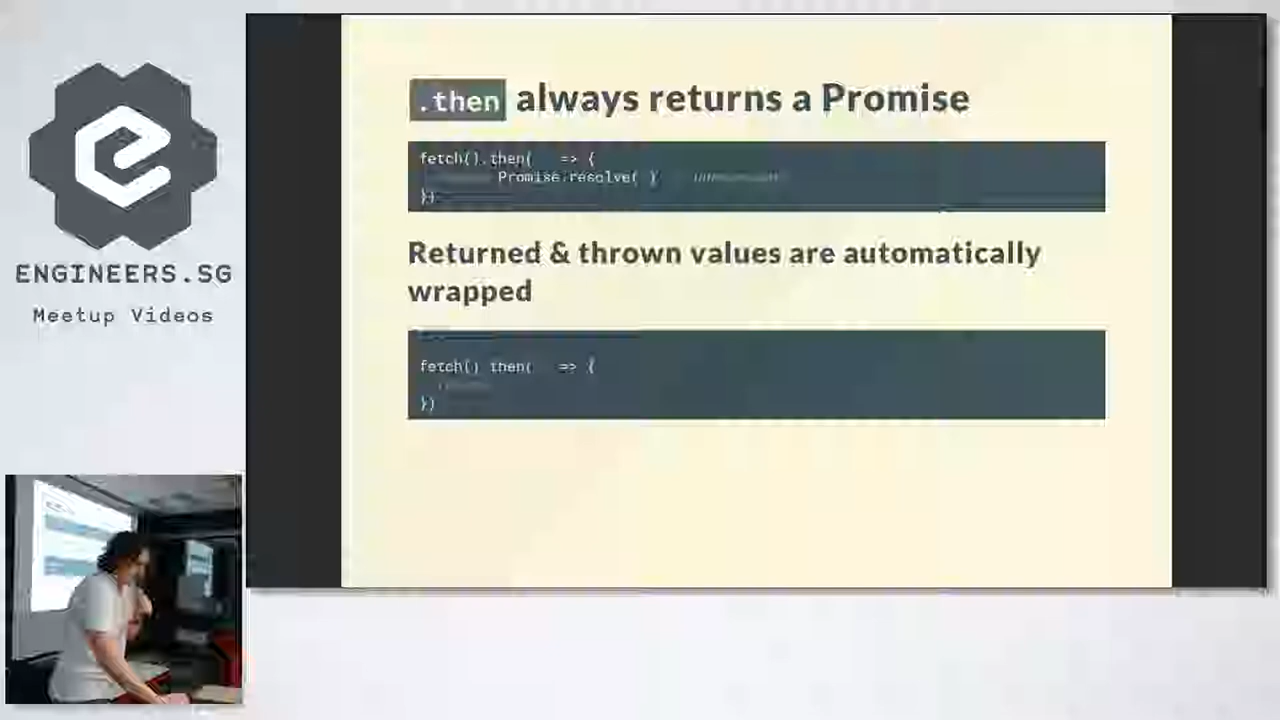 .then always returns a Promise
fetch().then( => {
Promise.resolve( )
})
Returned & thrown values are automatically
wrapped
fetch() then( => {
})
ENGINEERS.SG
Meetup Videos